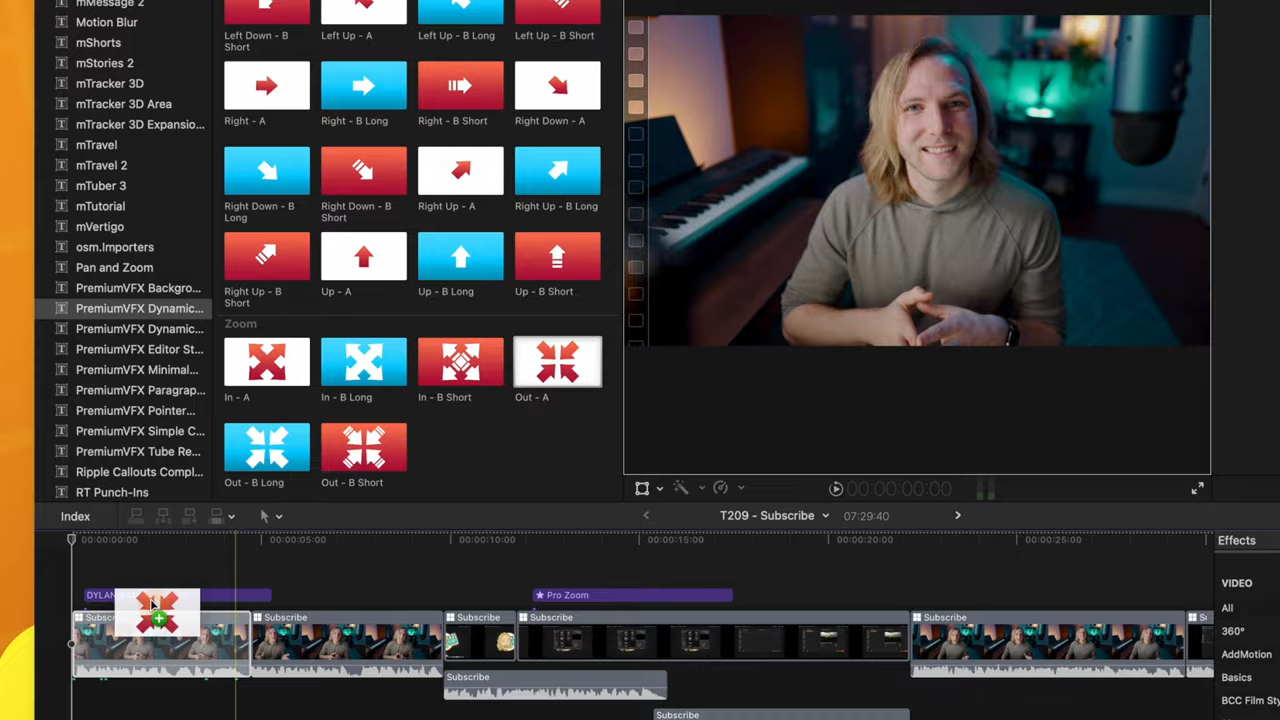 mMessage 2
Motion Blur
mShorts
mStories 2
mTracker 3D
mTracker 3D Area
mTracker 3D Expansio...
mTravel
mTravel 2
mTuber 3
mTutorial
mVertigo
osm.Importers
Pan and Zoom
PremiumVFX Backgro...
PremiumVFX Dynamic...
PremiumVFX Dynamic...
PremiumVFX Editor St...
PremiumVFX Minimal...
PremiumVFX Paragrap...
PremiumVFX Pointer...
PremiumVFX Simple C...
PremiumVFX Tube Re...
Ripple Callouts Compl...
RT Punch-Ins
Left Down - B
Short
Left Up - A
Left Up - B Long
Left Up - B Short
Right - A
Right - B Long
Right - B Short
Right Down - A
Right Down - B
Long
Right Down - B
Short
Right Up - A
Right Up - B Long
Right Up - B
Short
Up - A
Up - B Long
Up - B Short
Zoom
In - A
In - B Long
In - B Short
Out - A
Out - B Long
Out - B Short
00:00:00:00
Index
T209 - Subscribe
07:29:40
00:00:00:00
00:00:05:00
00:00:10:00
00:00:15:00
00:00:20:00
00:00:25:00
Pro Zoom
Subscribe
Subscribe
Subscribe
Subscribe
Subscribe
Subscribe
Effects
VIDEO
All
360°
AddMotion
Basics
BCC Film Sty